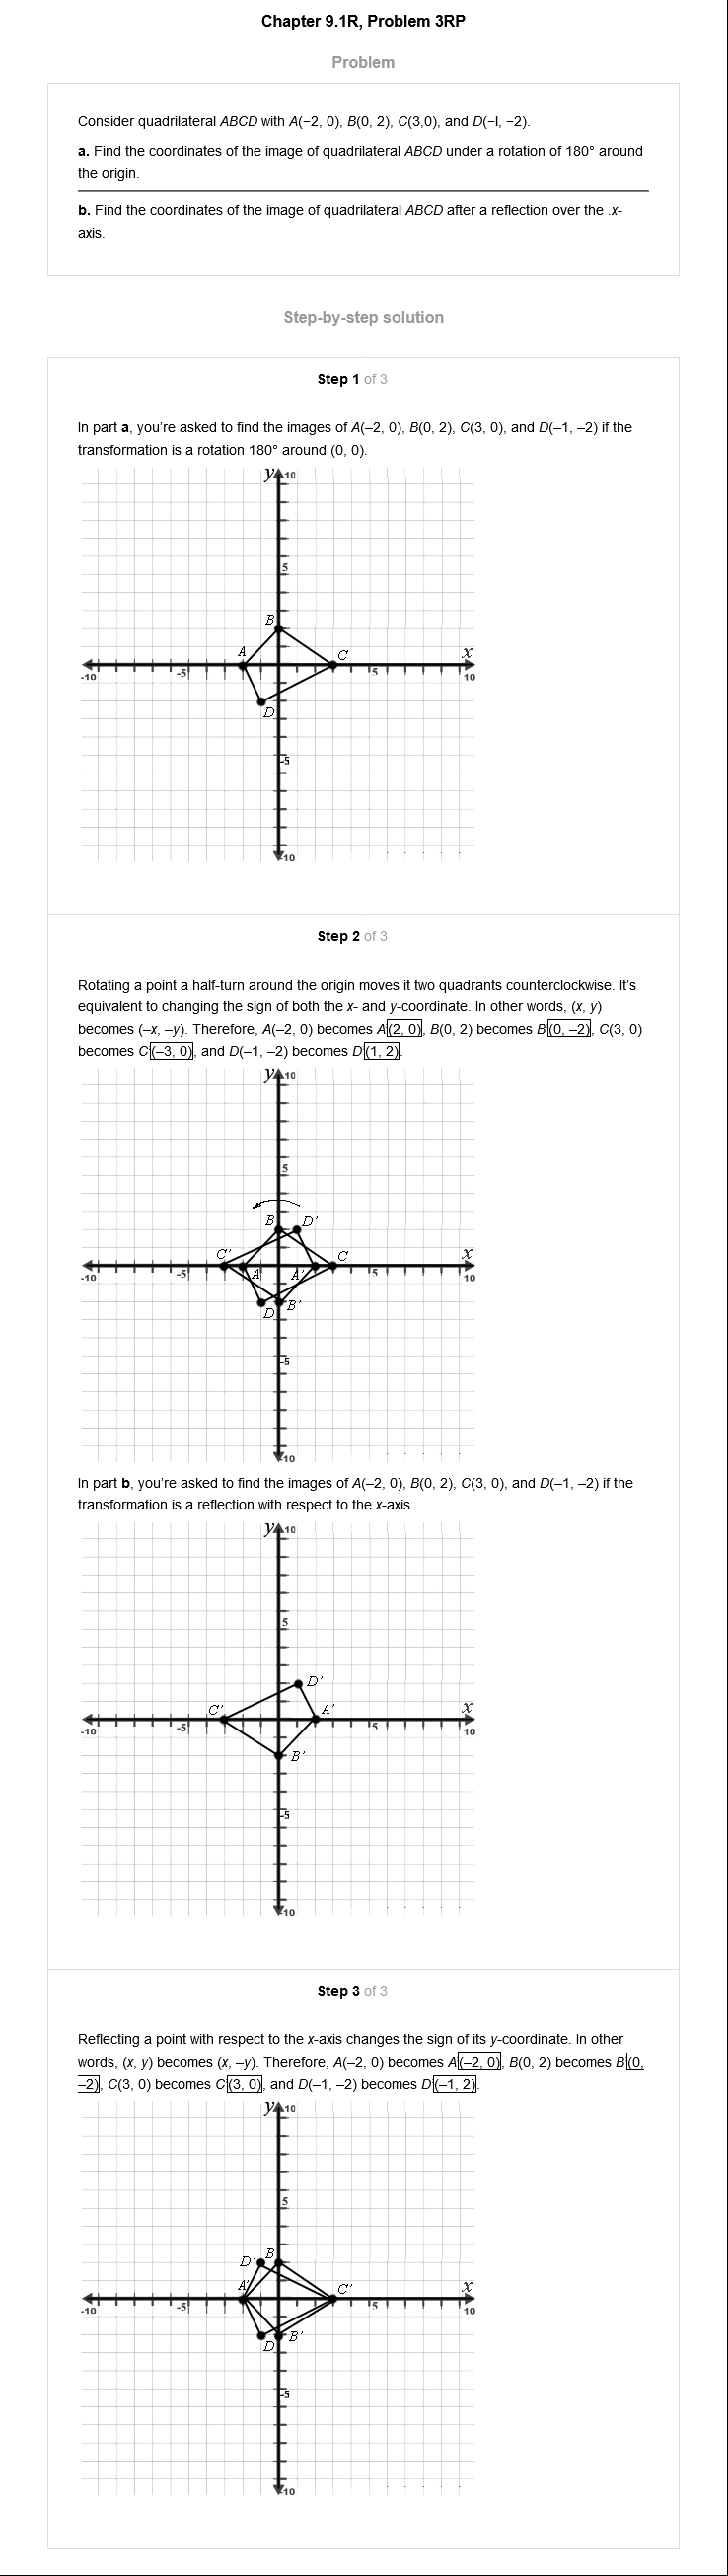 Chapter 9.1R, Problem 3RP
Problem
Consider quadrilateral ABCD with A(−2, 0), B(0, 2), C(3,0), and D(−I, −2).
a. Find the coordinates of the image of quadrilateral ABCD under a rotation of 180° around
the origin.
b. Find the coordinates of the image of quadrilateral ABCD after a reflection over the .x-
axis.
Step-by-step solution
Step 1 of 3
In part a, you're asked to find the images of A(–2, 0), B(0, 2), C(3, 0), and D(–1, –2) if the
transformation is a rotation 180° around (0, 0).
y 10
5
B
A
C
x
-10
-5
5
10
D
-5
-10
Step 2 of 3
Rotating a point a half-turn around the origin moves it two quadrants counterclockwise. It's
equivalent to changing the sign of both the x- and y-coordinate. In other words, (x, y)
becomes (–x, –y). Therefore, A(–2, 0) becomes A'(2, 0), B(0, 2) becomes B'(0, –2), C(3, 0)
becomes C'(–3, 0), and D(–1, –2) becomes D'(1, 2).
y 10
5
B D'
C' C x
-10 -5 A A' 5 10
D B'
-5
-10
In part b, you're asked to find the images of A(–2, 0), B(0, 2), C(3, 0), and D(–1, –2) if the
transformation is a reflection with respect to the x-axis.
y 10
5
D'
C' A' x
-10 -5 5 10
B'
-5
-10
Step 3 of 3
Reflecting a point with respect to the x-axis changes the sign of its y-coordinate. In other
words, (x, y) becomes (x, –y). Therefore, A(–2, 0) becomes A'(–2, 0), B(0, 2) becomes B'(0,
–2), C(3, 0) becomes C'(3, 0), and D(–1, –2) becomes D'(–1, 2).
y 10
5
D' B
A' C' x
-10 -5 5 10
D B'
-5
-10